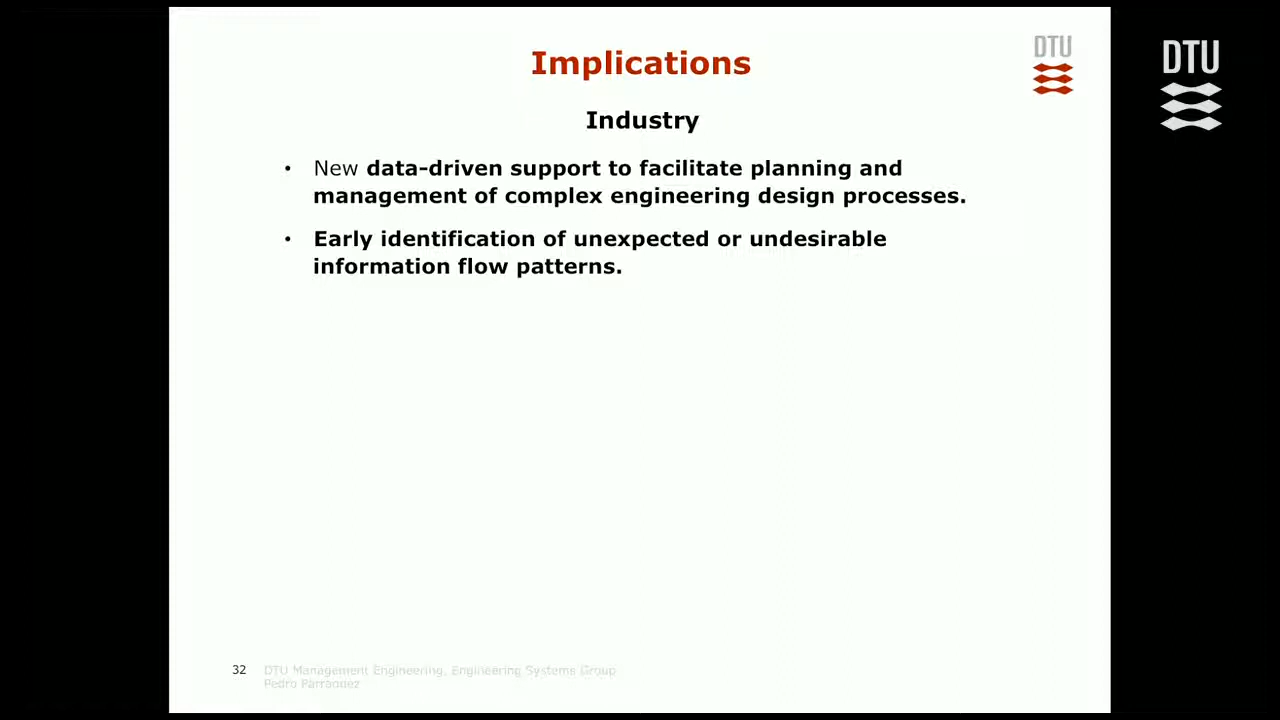 Implications
DTU
DTU
Industry
• New data-driven support to facilitate planning and
management of complex engineering design processes.
• Early identification of unexpected or undesirable
information flow patterns.
32 DTU Management Engineering, Engineering Systems Group
Pedro Parraguez